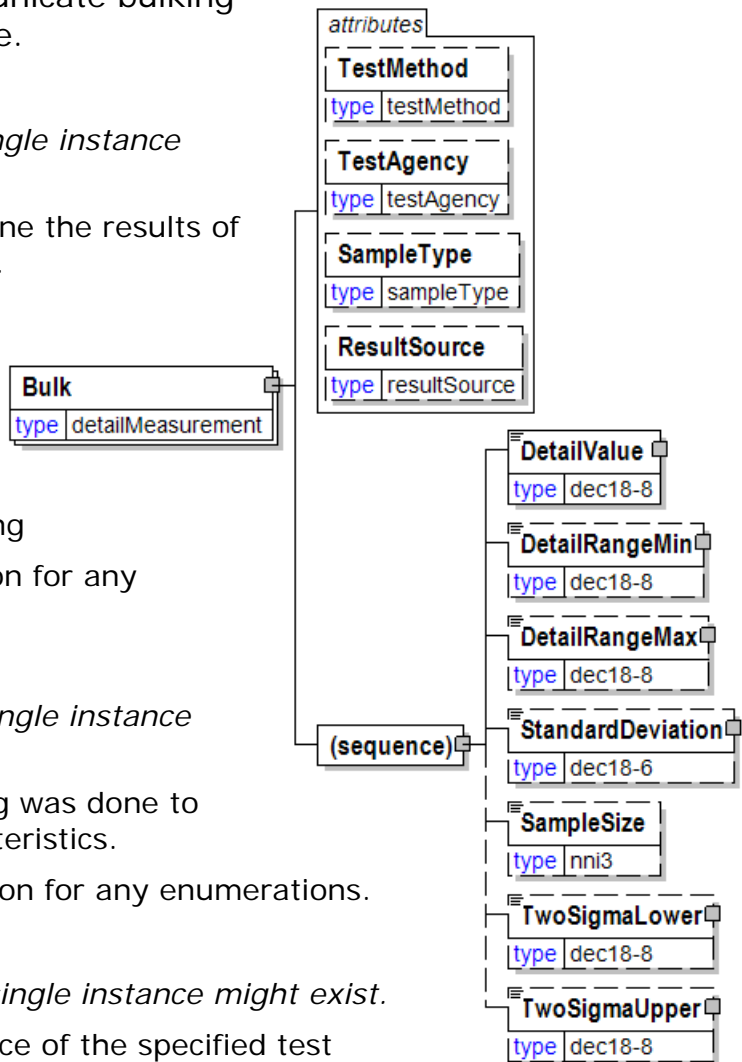 nicate bulking
e.
ngle instance
ne the results of
.
ng
on for any
ngle instance
g was done to
teristics.
on for any enumerations.
single instance might exist.
ce of the specified test
attributes
TestMethod
type testMethod
TestAgency
type testAgency
SampleType
type sampleType
ResultSource
type resultSource
Bulk
type detailMeasurement
(sequence)
DetailValue
type dec18-8
DetailRangeMin
type dec18-8
DetailRangeMax
type dec18-8
StandardDeviation
type dec18-6
SampleSize
type nni3
TwoSigmaLower
type dec18-8
TwoSigmaUpper
type dec18-8